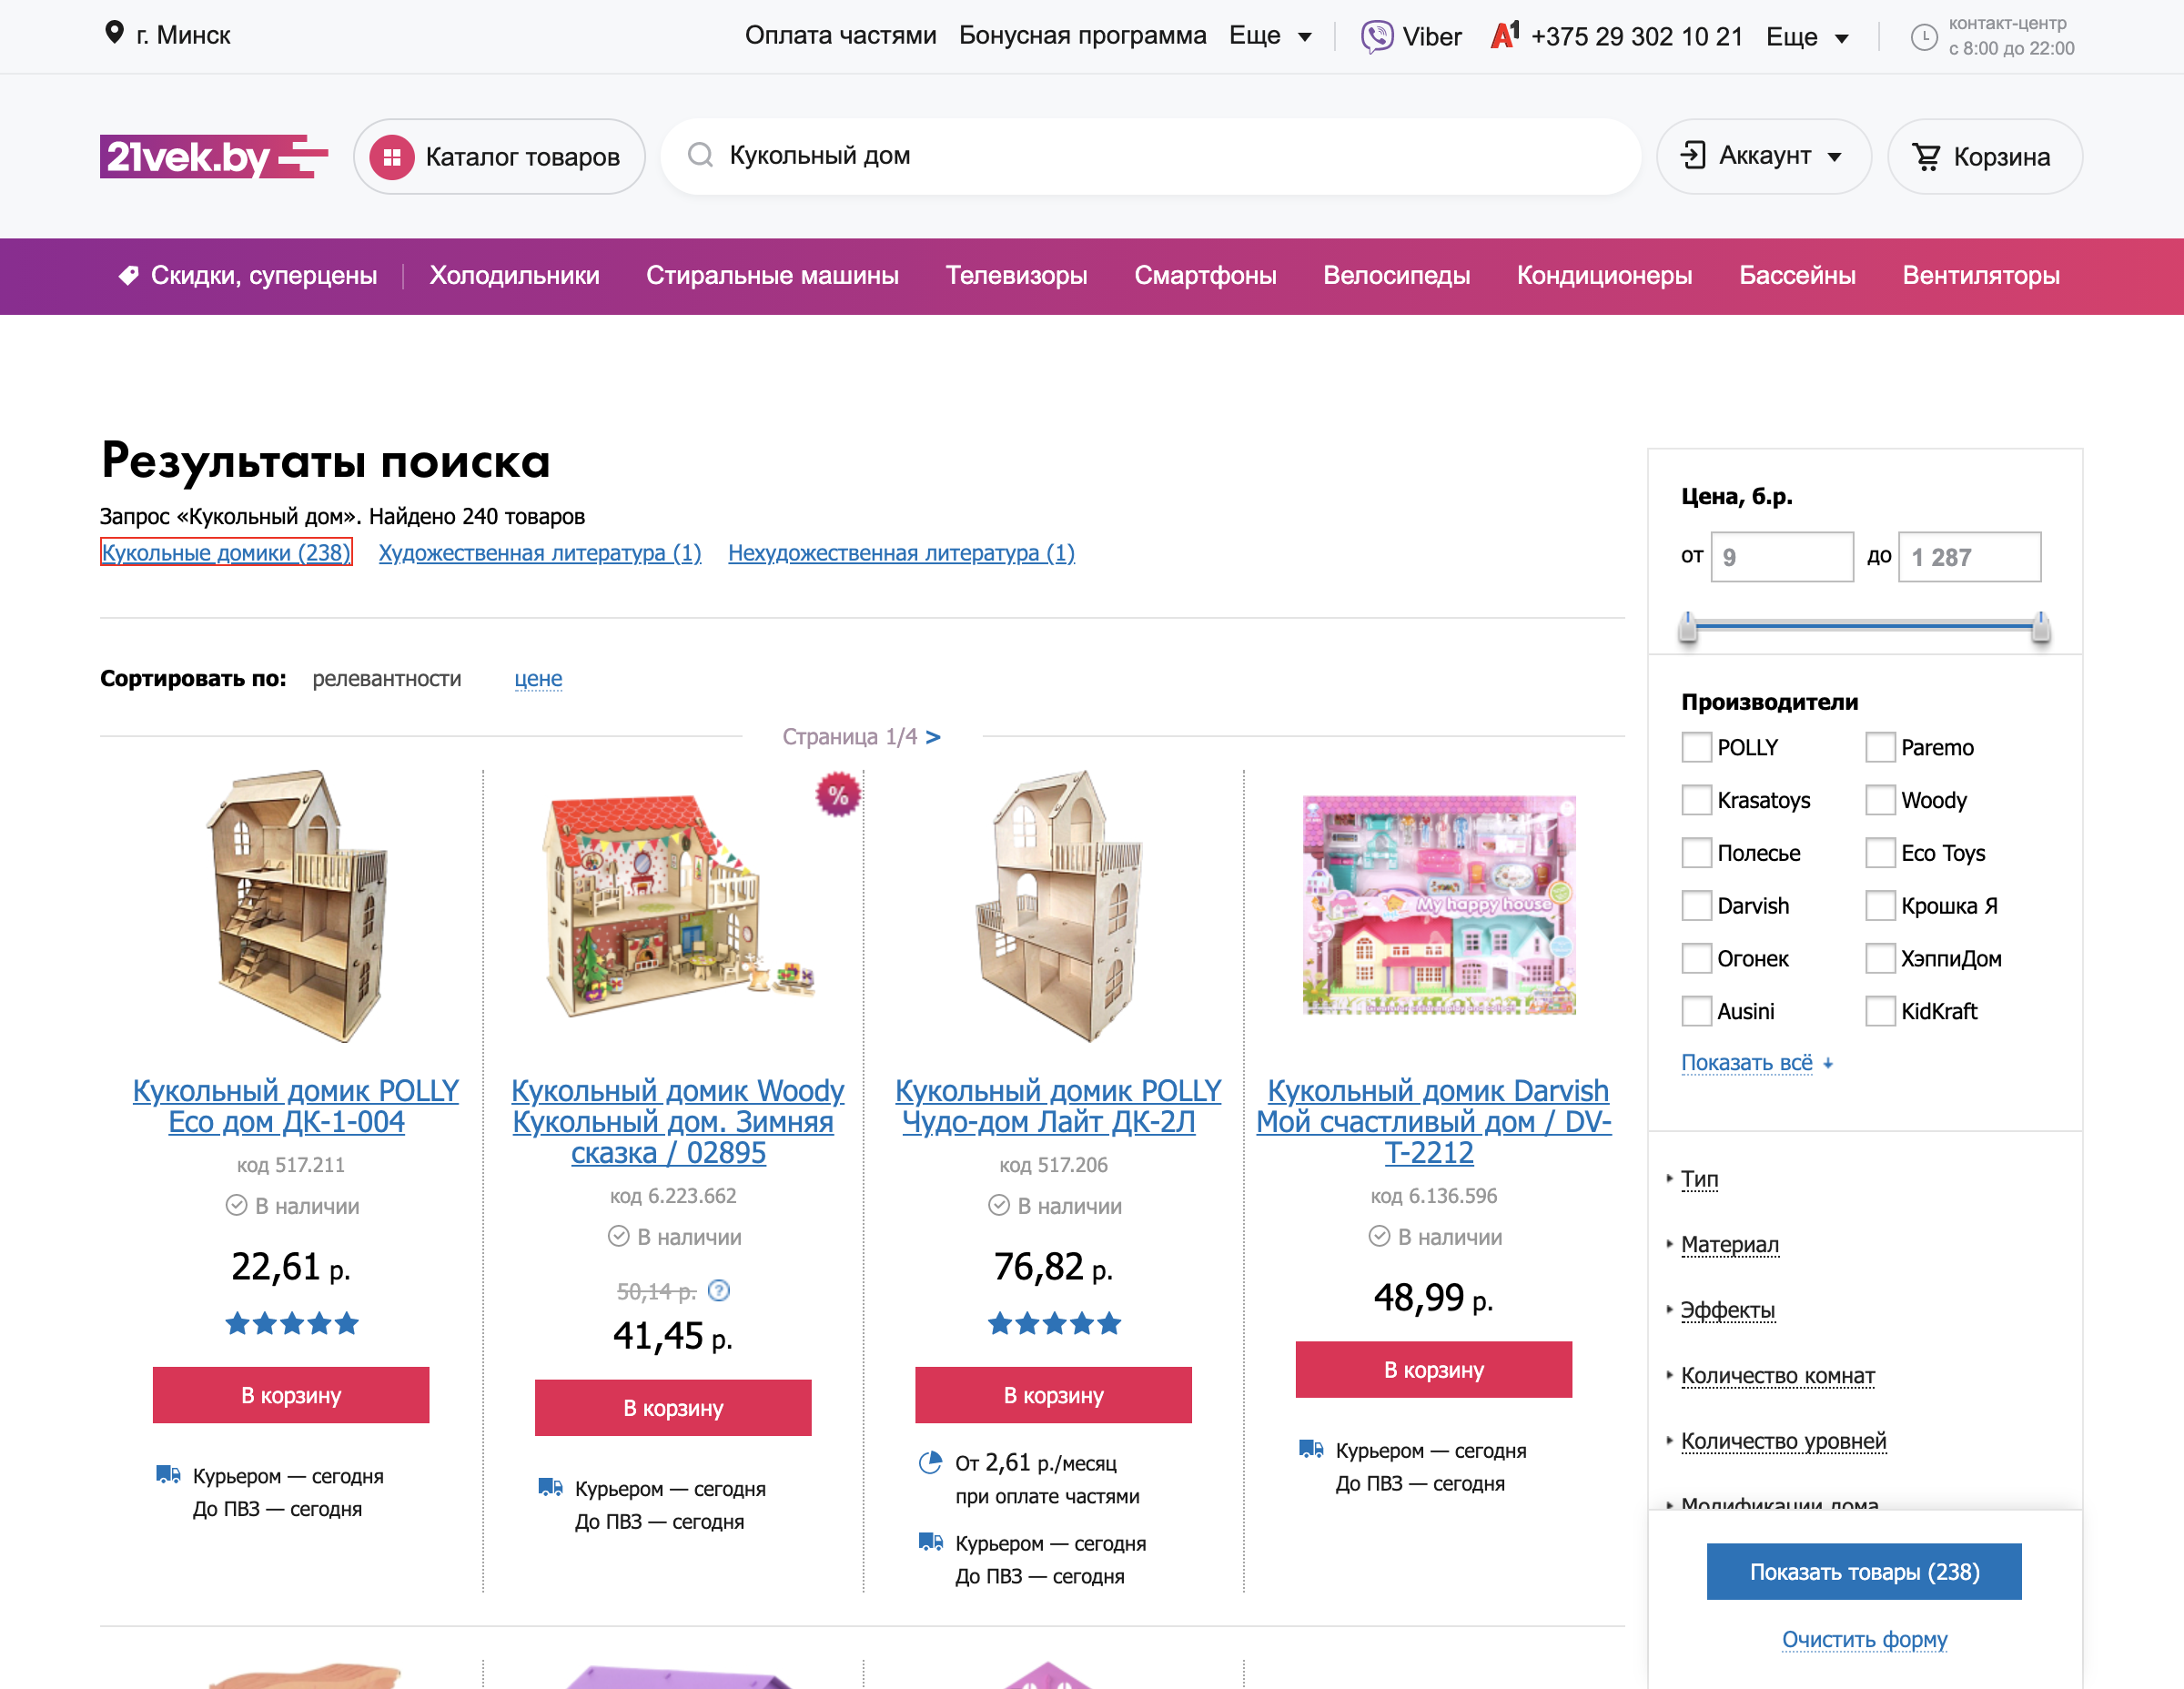 г. Минск
Оплата частями Бонусная программа Еще Viber A1 +375 29 302 10 21 Еще
контакт-центр
с 8:00 до 22:00
21vek.by Каталог товаров Кукольный дом Аккаунт Корзина
Скидки, суперцены Холодильники Стиральные машины Телевизоры Смартфоны Велосипеды Кондиционеры Бассейны Вентиляторы
Результаты поиска
Запрос «Кукольный дом». Найдено 240 товаров
Кукольные домики (238) Художественная литература (1) Нехудожественная литература (1)
Сортировать по: релевантности цене
Страница 1/4 >
%
My happy house
Кукольный домик POLLY
Eco дом ДК-1-004
код 517.211
В наличии
22,61 р.
В корзину
Курьером — сегодня
До ПВЗ — сегодня
Кукольный домик Woody
Кукольный дом. Зимняя
сказка / 02895
код 6.223.662
В наличии
50,14 р. ?
41,45 р.
В корзину
Курьером — сегодня
До ПВЗ — сегодня
Кукольный домик POLLY
Чудо-дом Лайт ДК-2Л
код 517.206
В наличии
76,82 р.
В корзину
От 2,61 р./месяц
при оплате частями
Курьером — сегодня
До ПВЗ — сегодня
Кукольный домик Darvish
Мой счастливый дом / DV-
T-2212
код 6.136.596
В наличии
48,99 р.
В корзину
Курьером — сегодня
До ПВЗ — сегодня
Цена, б.р.
от 9 до 1 287
Производители
POLLY Paremo
Krasatoys Woody
Полесье Eco Toys
Darvish Крошка Я
Огонек ХэппиДом
Ausini KidKraft
Показать всё
Тип
Материал
Эффекты
Количество комнат
Количество уровней
Модификации дома
Показать товары (238)
Очистить форму